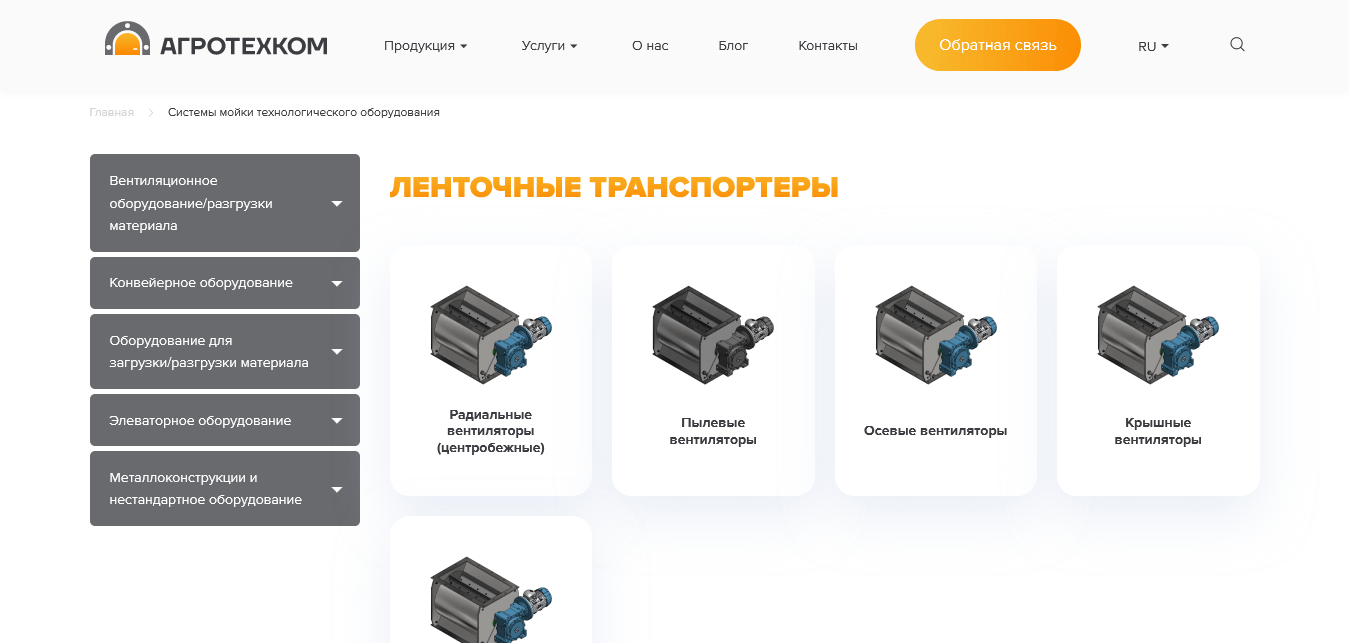 АГРОТЕХКОМ
Продукция
Услуги
О нас
Блог
Контакты
Обратная связь
RU
Главная
Системы мойки технологического оборудования
Вентиляционное
оборудование/разгрузки
материала
Конвейерное оборудование
Оборудование для
загрузки/разгрузки материала
Элеваторное оборудование
Металлоконструкции и
нестандартное оборудование
ЛЕНТОЧНЫЕ ТРАНСПОРТЕРЫ
Радиальные
вентиляторы
(центробежные)
Пылевые
вентиляторы
Осевые вентиляторы
Крышные
вентиляторы